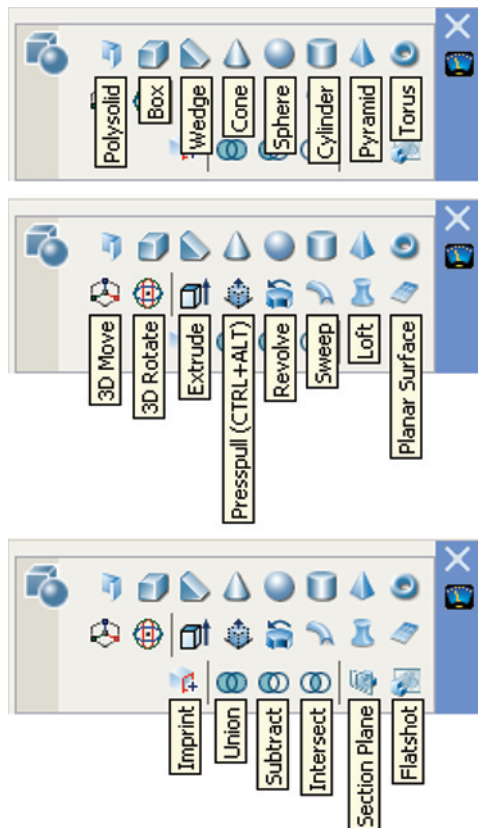 Polysolid
Box
Wedge
Cone
Sphere
Cylinder
Pyramid
Torus
3D Move
3D Rotate
Extrude
Presspull (CTRL+ALT)
Revolve
Sweep
Loft
Planar Surface
Imprint
Union
Subtract
Intersect
Section Plane
Flatshot